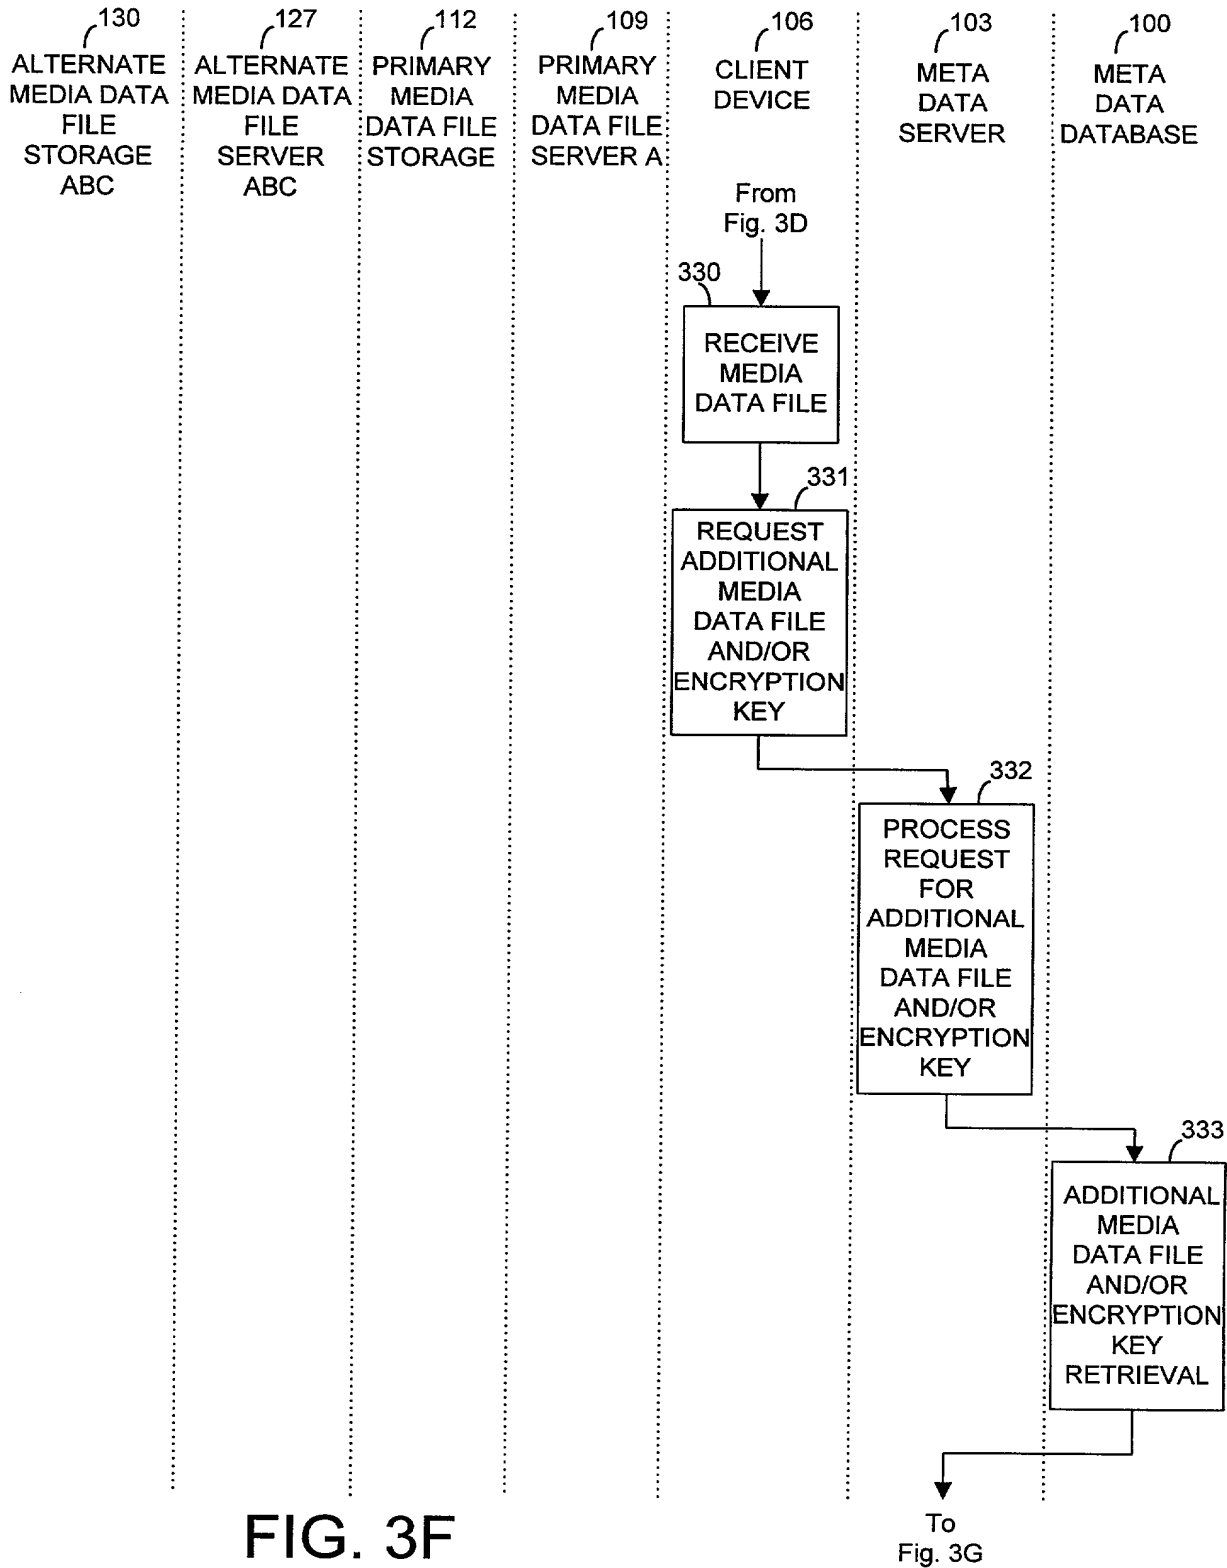 130
ALTERNATE
MEDIA DATA
FILE
STORAGE
ABC
127
ALTERNATE
MEDIA DATA
FILE
SERVER
ABC
112
PRIMARY
MEDIA
DATA FILE
STORAGE
109
PRIMARY
MEDIA
DATA FILE
SERVER A
106
CLIENT
DEVICE
103
META
DATA
SERVER
100
META
DATA
DATABASE
From
Fig. 3D
330
RECEIVE
MEDIA
DATA FILE
331
REQUEST
ADDITIONAL
MEDIA
DATA FILE
AND/OR
ENCRYPTION
KEY
332
PROCESS
REQUEST
FOR
ADDITIONAL
MEDIA
DATA FILE
AND/OR
ENCRYPTION
KEY
333
ADDITIONAL
MEDIA
DATA FILE
AND/OR
ENCRYPTION
KEY
RETRIEVAL
To
Fig. 3G
FIG. 3F